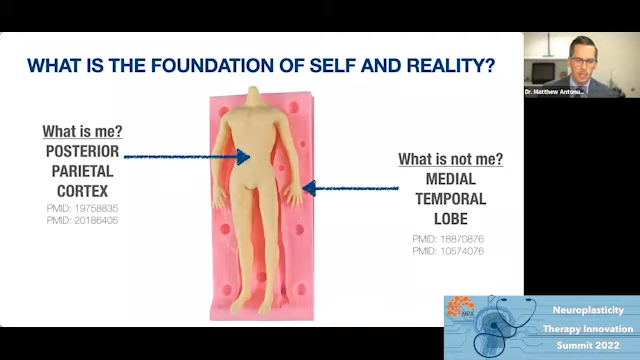 WHAT IS THE FOUNDATION OF SELF AND REALITY?
What is me?
POSTERIOR
PARIETAL
CORTEX
PMID: 19758835
PMID: 20186405
What is not me?
MEDIAL
TEMPORAL
LOBE
PMID: 18870876
PMID: 10574076
Dr. Matthew Antonu...
NPA
Neuroplasticity
Therapy Innovation
Summit 2022